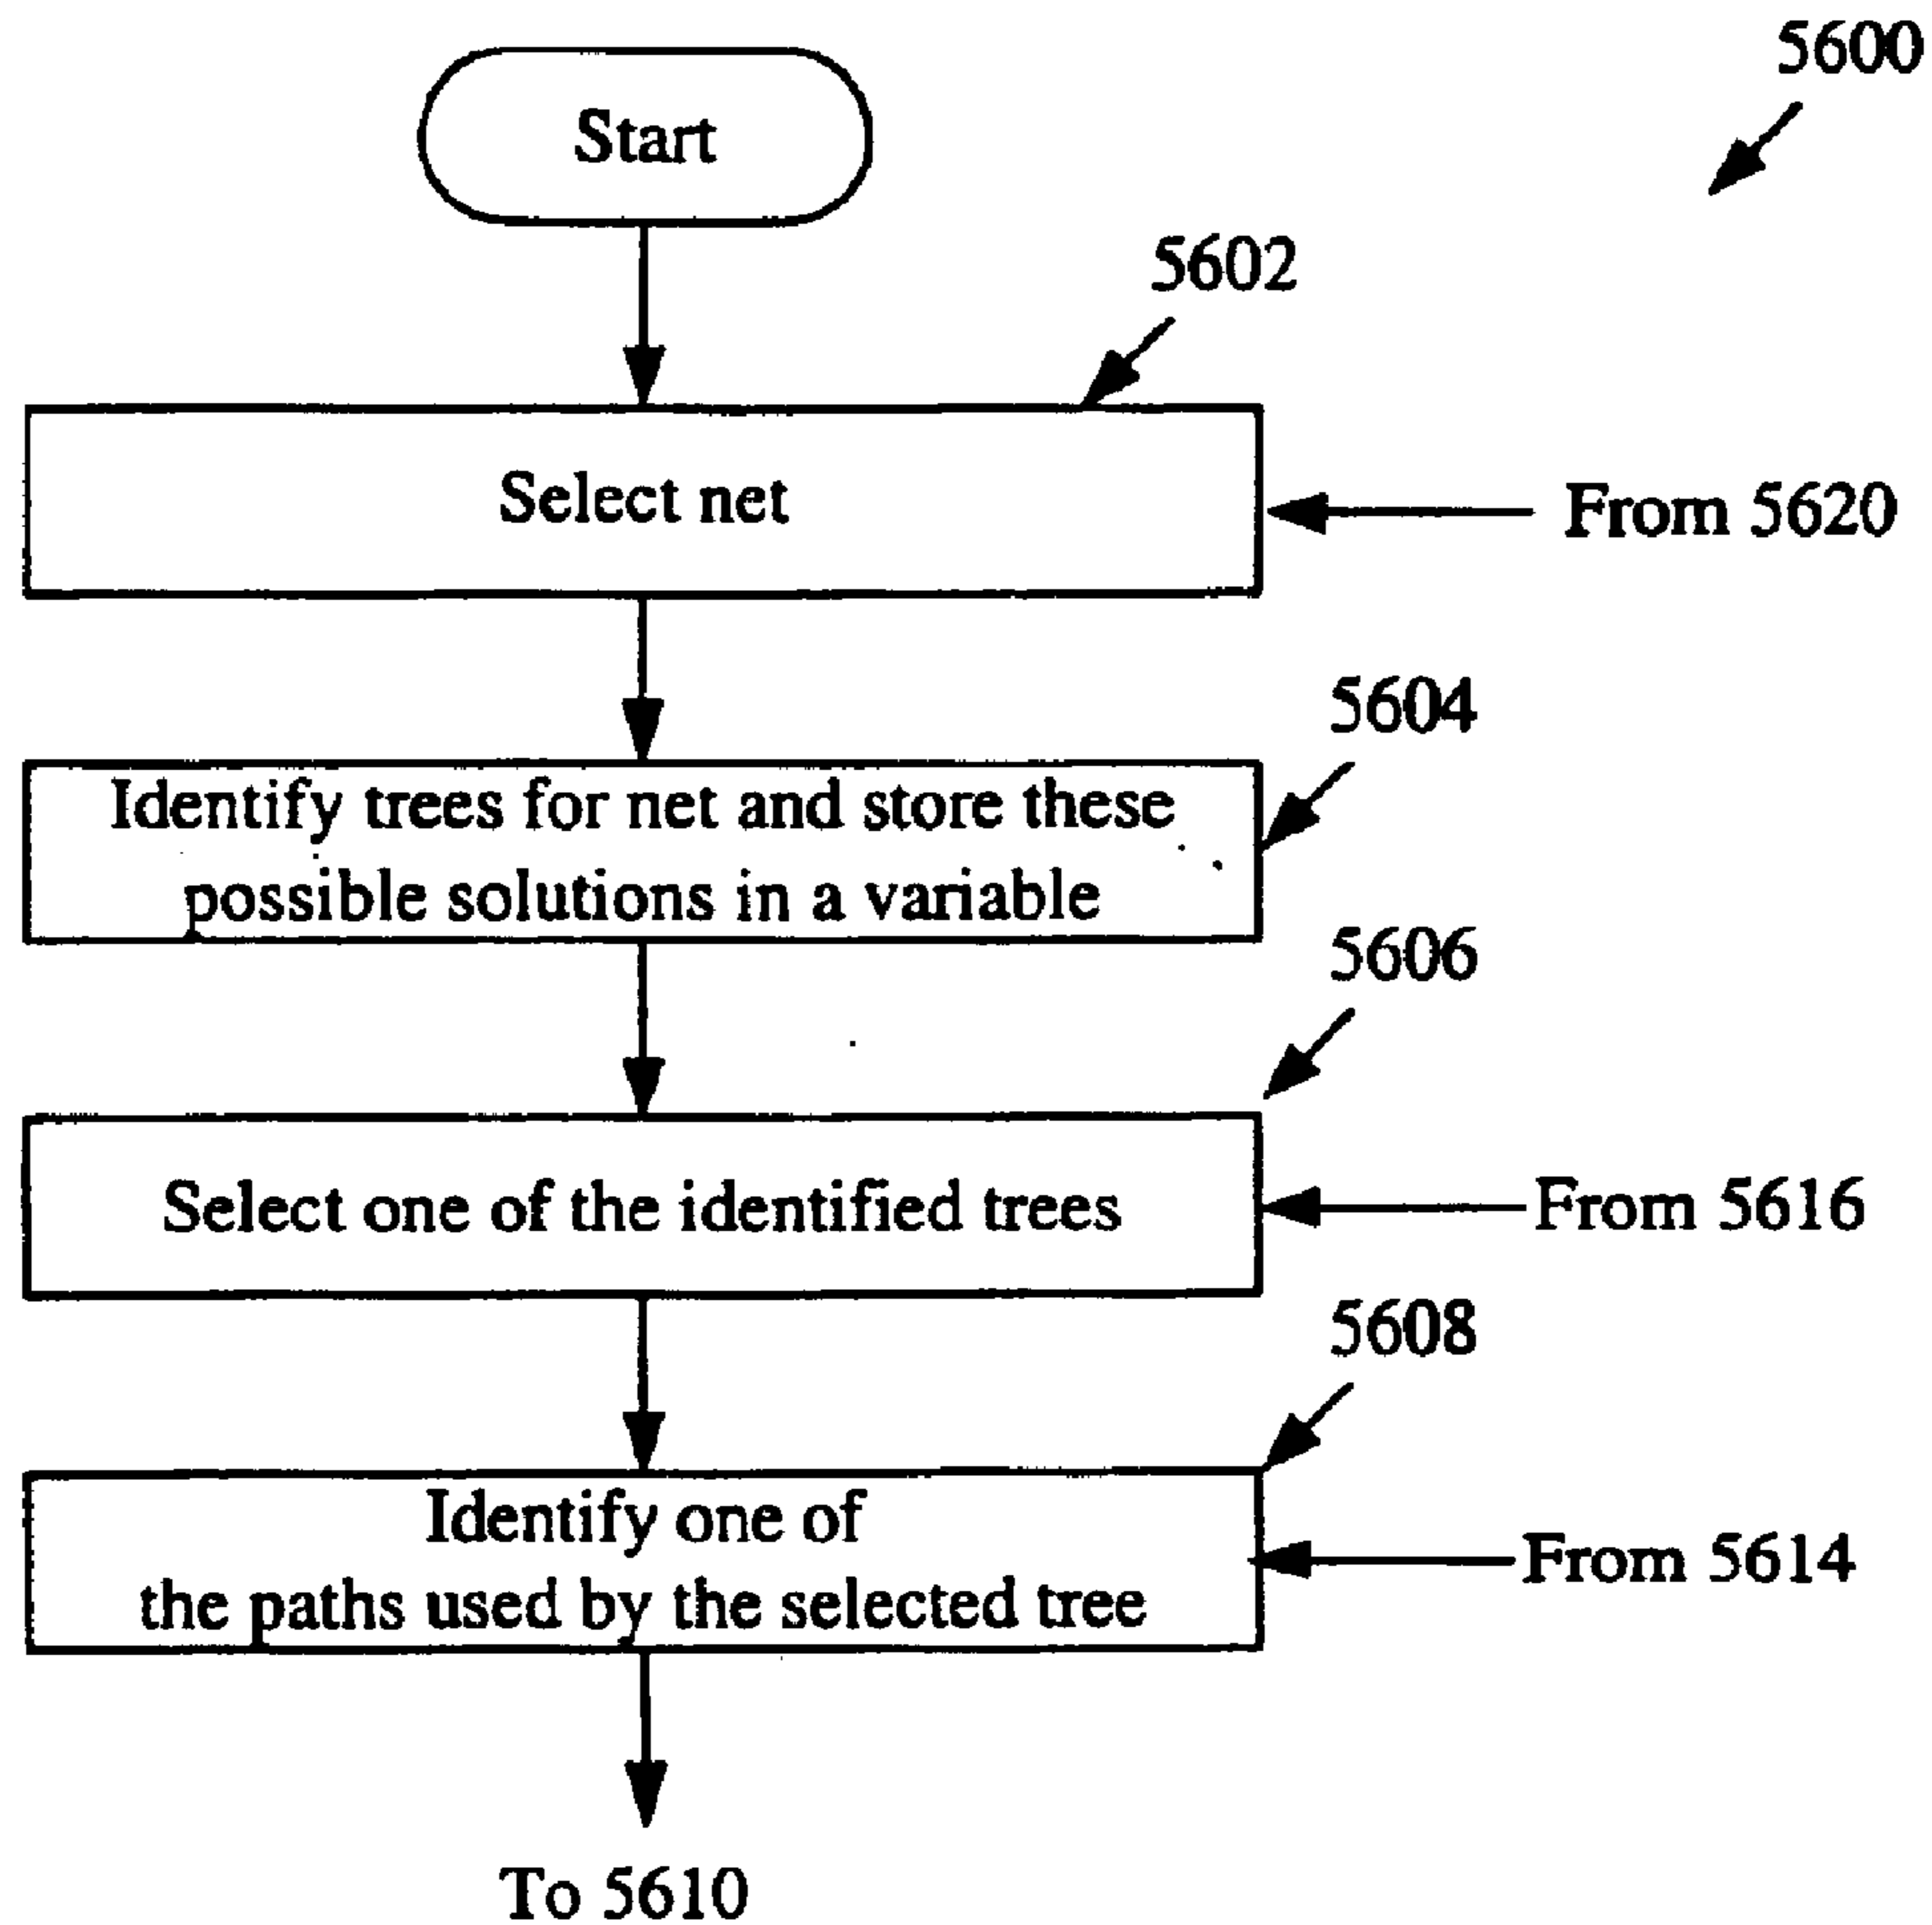 5600
Start
5602
Select net
From 5620
5604
Identify trees for net and store these
possible solutions in a variable
5606
Select one of the identified trees
From 5616
5608
Identify one of
the paths used by the selected tree
From 5614
To 5610